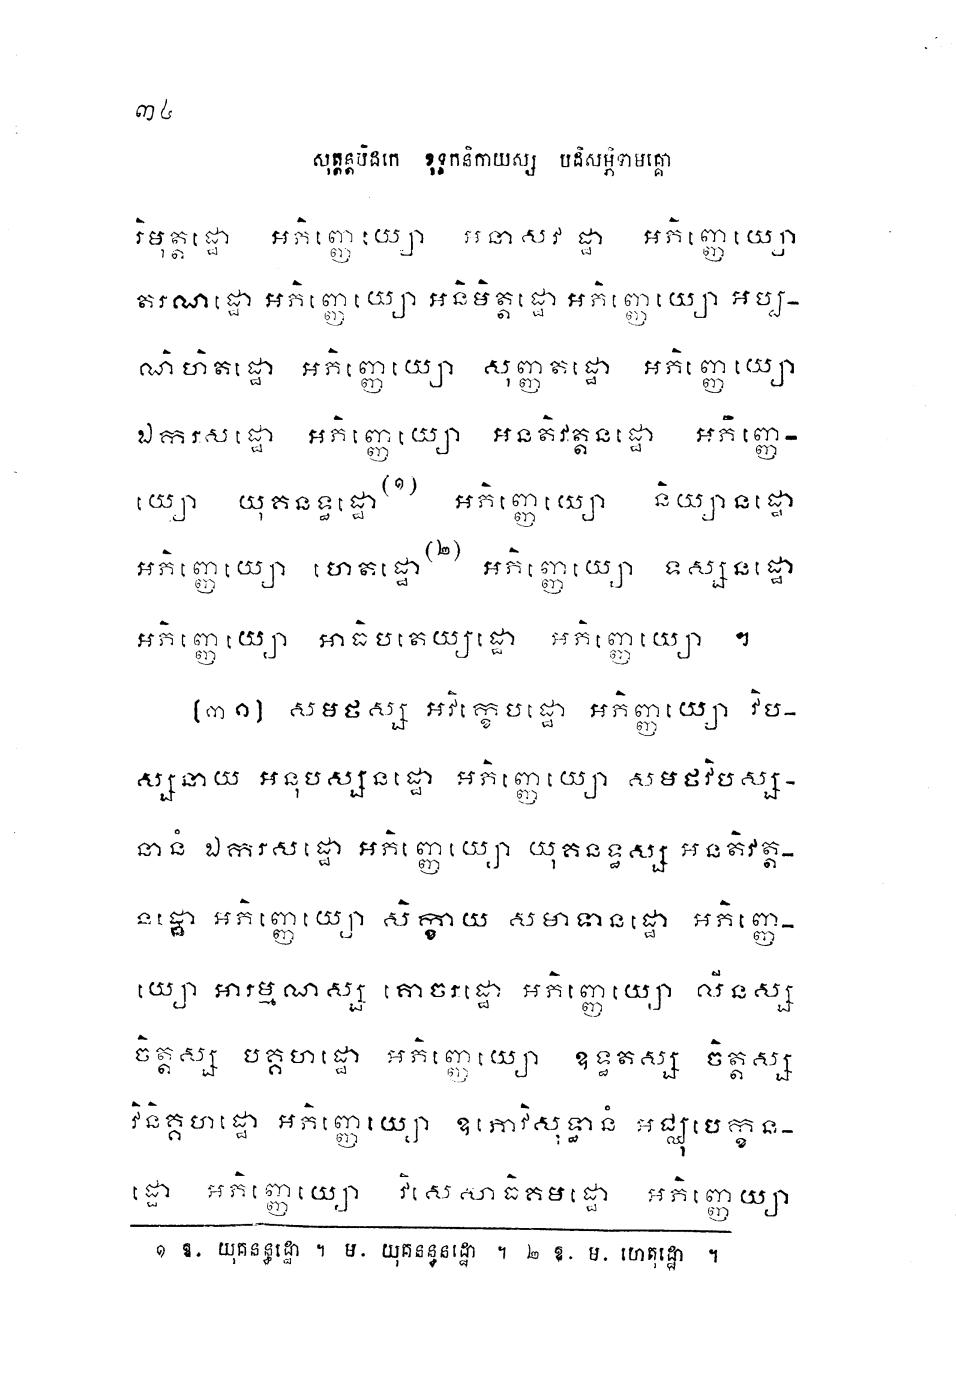 ៣៤
សុត្តន្តបិដកេ ខុទ្ទកនិកាយស្ស បដិសម្ភិទាមគ្គោ
វិមុត្តដ្ឋោ អភិញ្ញេយ្យោ អនាសវដ្ឋោ អភិញ្ញេយ្យោ
តរណដ្ឋោ អភិញ្ញេយ្យោ អនិមិត្តដ្ឋោ អភិញ្ញេយ្យោ អប្ប-
ណិហិតដ្ឋោ អភិញ្ញេយ្យោ សុញ្ញតដ្ឋោ អភិញ្ញេយ្យោ
ឯករសដ្ឋោ អភិញ្ញេយ្យោ អនតិវត្តនដ្ឋោ អភិញ្ញេ-
យ្យោ យុគនទ្ធដ្ឋោ(១) អភិញ្ញេយ្យោ និយ្យានដ្ឋោ
អភិញ្ញេយ្យោ ហេតដ្ឋោ(២) អភិញ្ញេយ្យោ ទស្សនដ្ឋោ
អភិញ្ញេយ្យោ អាធិបតេយ្យដ្ឋោ អភិញ្ញេយ្យោ ។
[៣១] សមថស្ស អវិក្ខេបដ្ឋោ អភិញ្ញេយ្យោ វិប-
ស្សនាយ អនុបស្សនដ្ឋោ អភិញ្ញេយ្យោ សមថវិបស្ស-
នានំ ឯករសដ្ឋោ អភិញ្ញេយ្យោ យុគនទ្ធស្ស អនតិវត្ត-
នដ្ឋោ អភិញ្ញេយ្យោ សិក្ខាយ សមាទានដ្ឋោ អភិញ្ញេ-
យ្យោ អារម្មណស្ស គោចរដ្ឋោ អភិញ្ញេយ្យោ លីនស្ស
ចិត្តស្ស បគ្គហដ្ឋោ អភិញ្ញេយ្យោ ឧទ្ធតស្ស ចិត្តស្ស
វិនិគ្គហដ្ឋោ អភិញ្ញេយ្យោ ឧភោវិសុទ្ធានំ អជ្ឈុបេក្ខន-
ដ្ឋោ អភិញ្ញេយ្យោ វិសេសាធិគមដ្ឋោ អភិញ្ញេយ្យោ
១ ឱ. យុគនន្ធដ្ឋោ ។ ម. យុគនន្ធនដ្ឋោ ។ ២ ឱ. ម. ហេតុដ្ឋោ ។